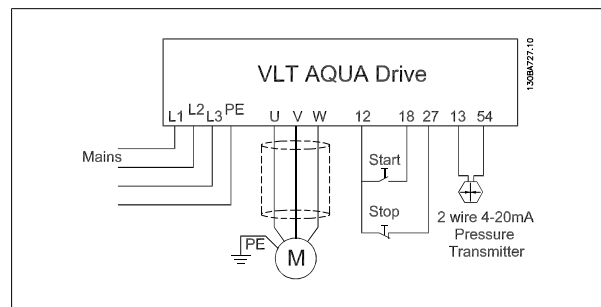 VLT AQUA Drive
130BA727.10
L1 L2 L3 PE U V W 12 18 27 13 54
Mains
Start
Stop
PE
M
2 wire 4-20mA
Pressure
Transmitter